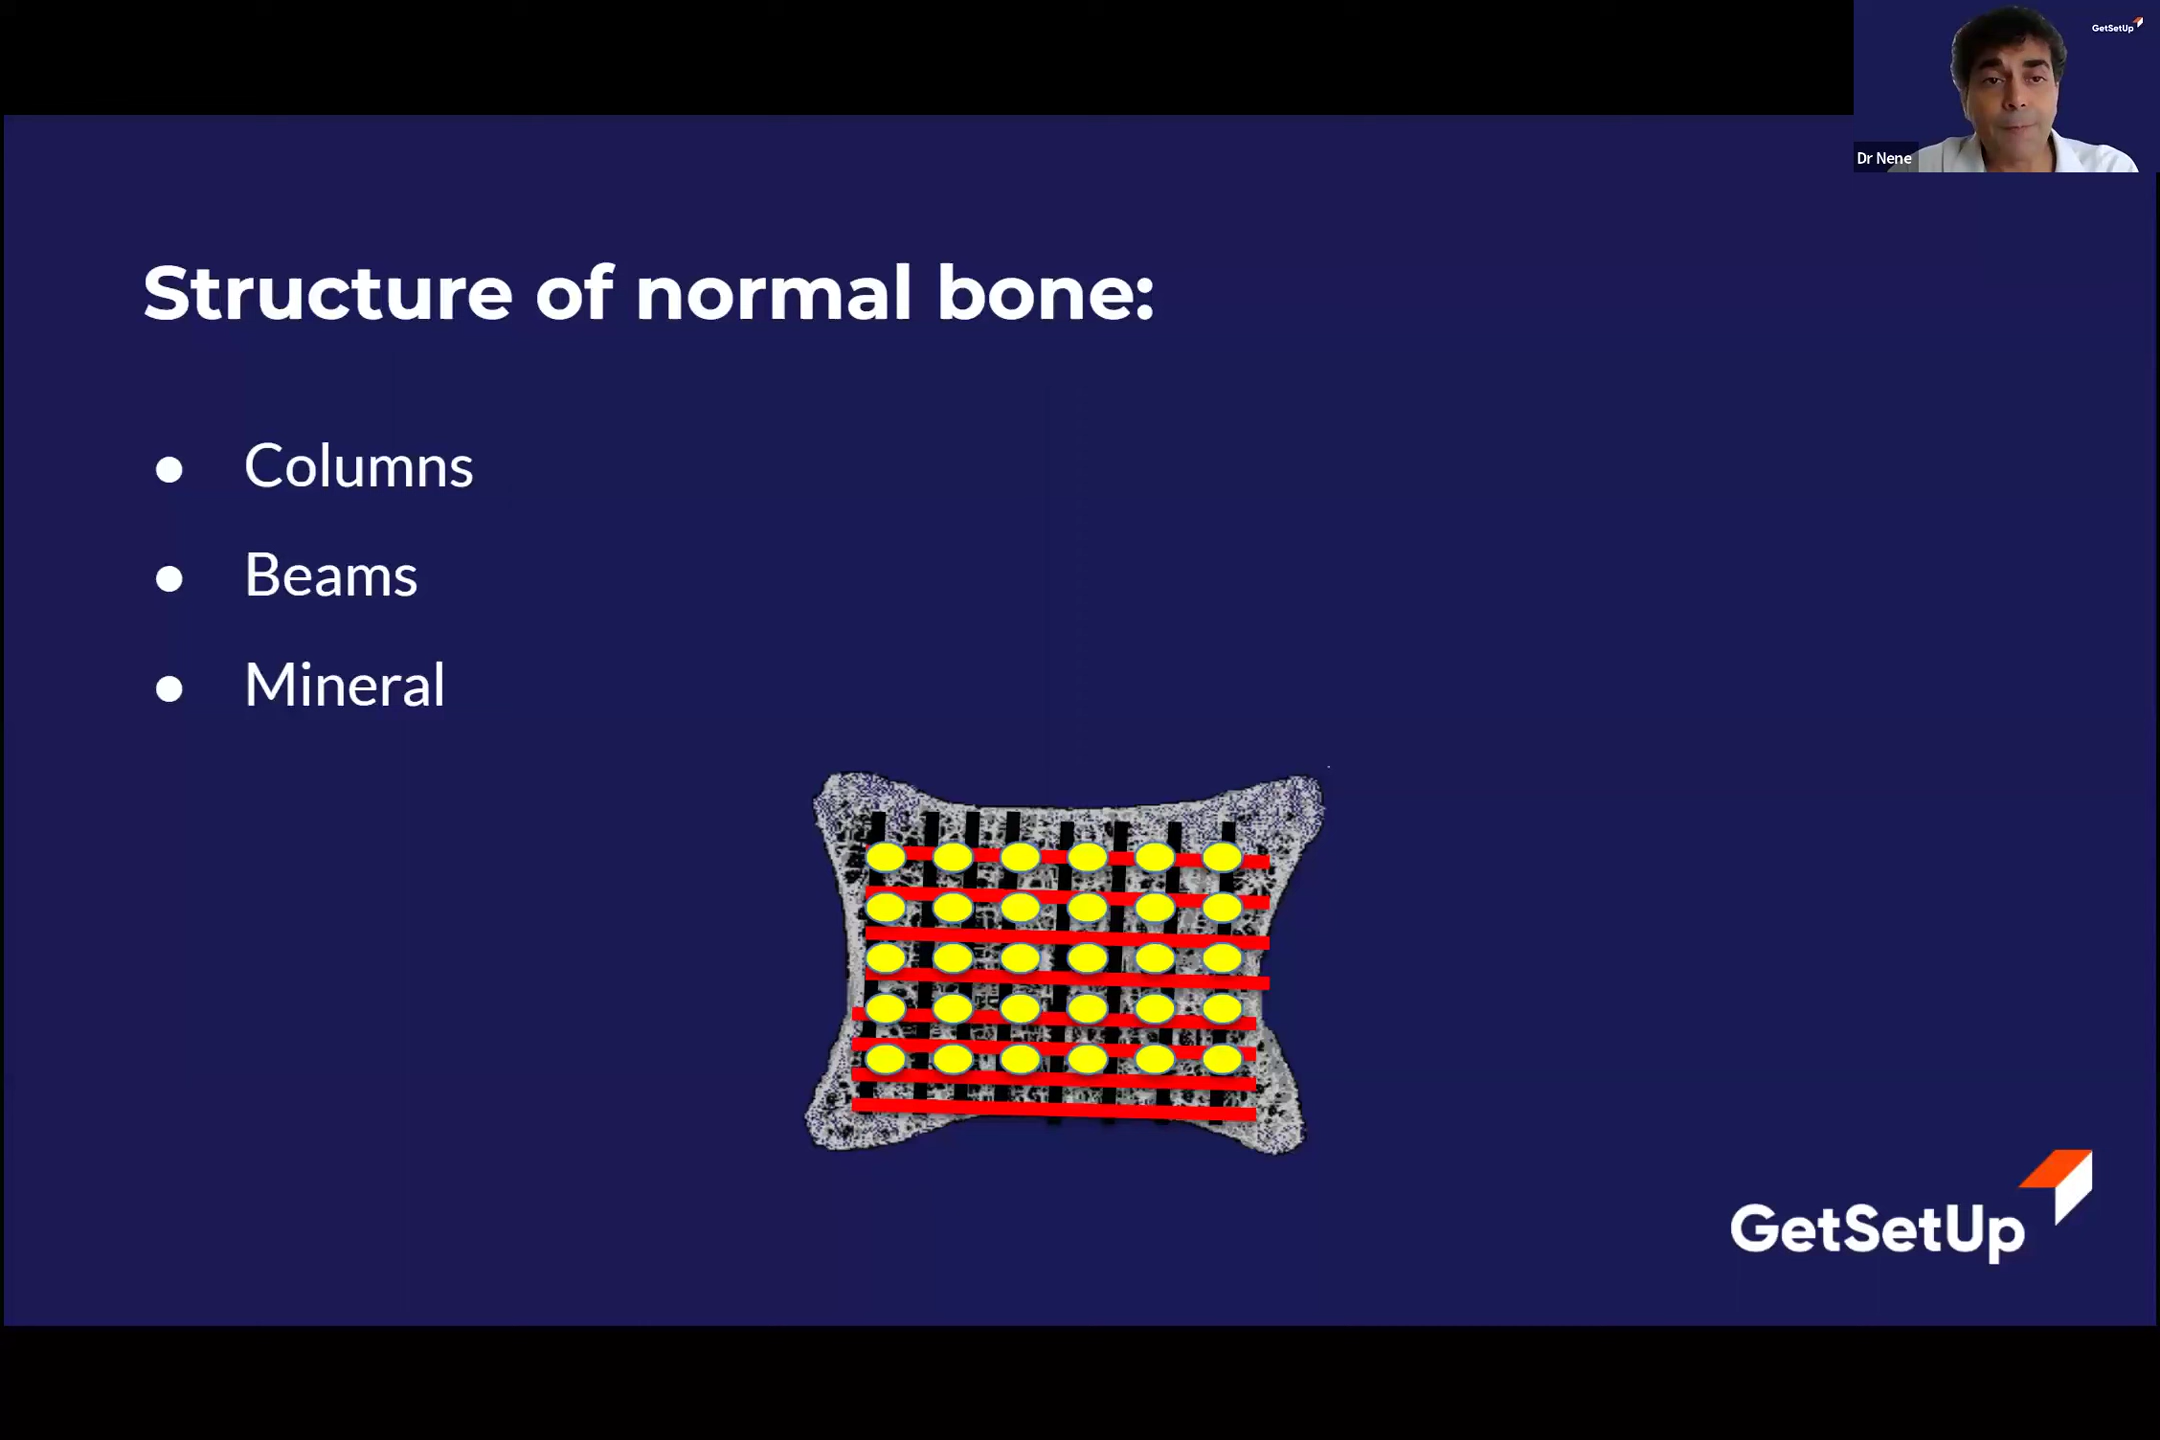 GetSetUp
Dr Nene
Structure of normal bone:
● Columns
● Beams
● Mineral
GetSetUp